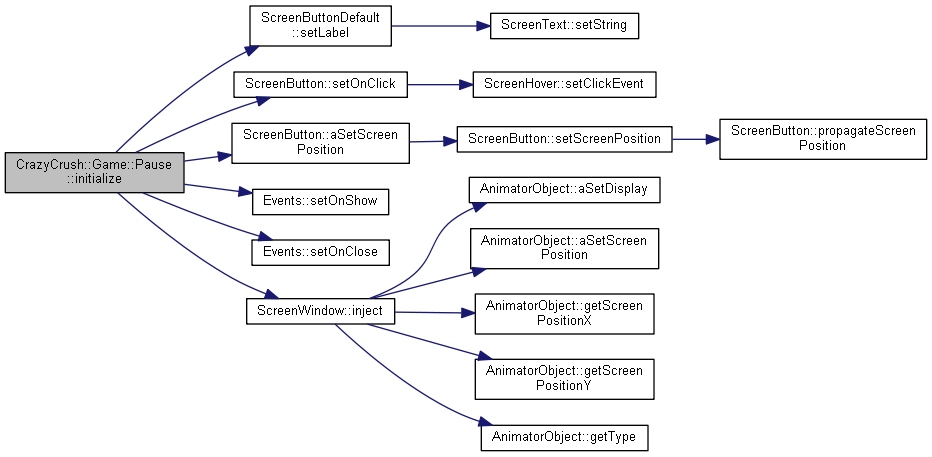 CrazyCrush::Game::Pause
::initialize
ScreenButtonDefault
::setLabel
ScreenText::setString
ScreenButton::setOnClick
ScreenHover::setClickEvent
ScreenButton::aSetScreen
Position
ScreenButton::setScreenPosition
ScreenButton::propagateScreen
Position
Events::setOnShow
Events::setOnClose
ScreenWindow::inject
AnimatorObject::aSetDisplay
AnimatorObject::aSetScreen
Position
AnimatorObject::getScreen
PositionX
AnimatorObject::getScreen
PositionY
AnimatorObject::getType